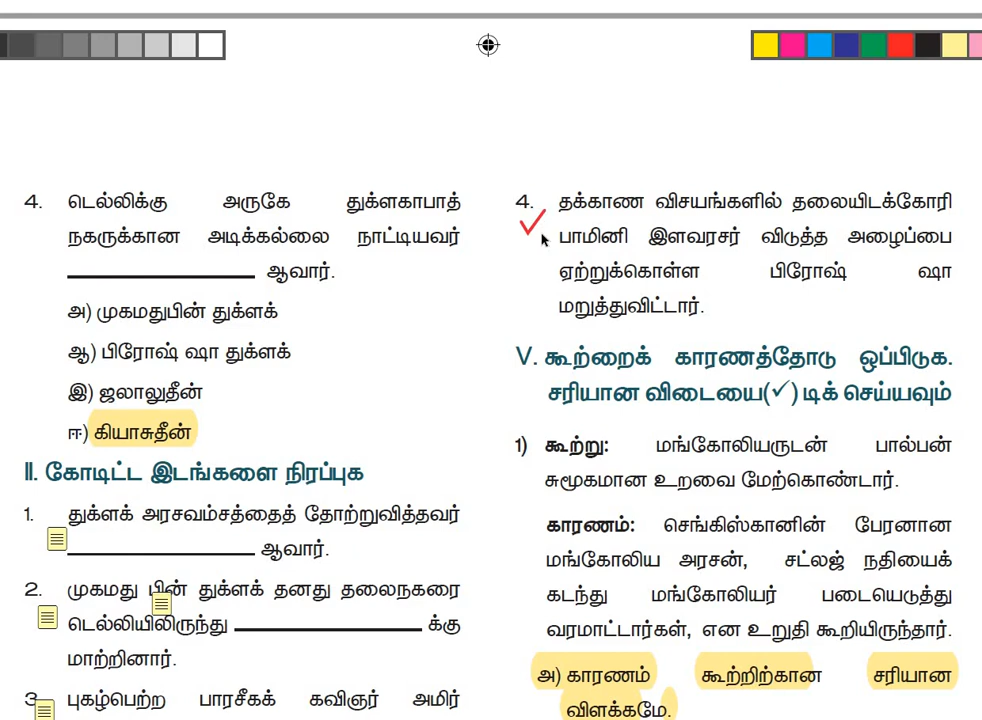 4. டெல்லிக்கு அருகே துக்ளகாபாத்
நகருக்கான அடிக்கல்லை நாட்டியவர்
____________ ஆவார்.
அ) முகமதுபின் துக்ளக்
ஆ) பிரோஷ் ஷா துக்ளக்
இ) ஜலாலுதீன்
ஈ) கியாசுதீன்
II. கோடிட்ட இடங்களை நிரப்புக
1. துக்ளக் அரசவம்சத்தைத் தோற்றுவித்தவர்
____________ ஆவார்.
2. முகமது பின் துக்ளக் தனது தலைநகரை
டெல்லியிலிருந்து ____________ க்கு
மாற்றினார்.
3. புகழ்பெற்ற பாரசீகக் கவிஞர் அமிர்
4. தக்காண விசயங்களில் தலையிடக்கோரி
பாமினி இளவரசர் விடுத்த அழைப்பை
ஏற்றுக்கொள்ள பிரோஷ் ஷா
மறுத்துவிட்டார்.
V. கூற்றைக் காரணத்தோடு ஒப்பிடுக.
சரியான விடையை(✓) டிக் செய்யவும்
1) கூற்று: மங்கோலியருடன் பால்பன்
சுமூகமான உறவை மேற்கொண்டார்.
காரணம்: செங்கிஸ்கானின் பேரனான
மங்கோலிய அரசன், சட்லஜ் நதியைக்
கடந்து மங்கோலியர் படையெடுத்து
வரமாட்டார்கள், என உறுதி கூறியிருந்தார்.
அ) காரணம் கூற்றிற்கான சரியான
விளக்கமே.